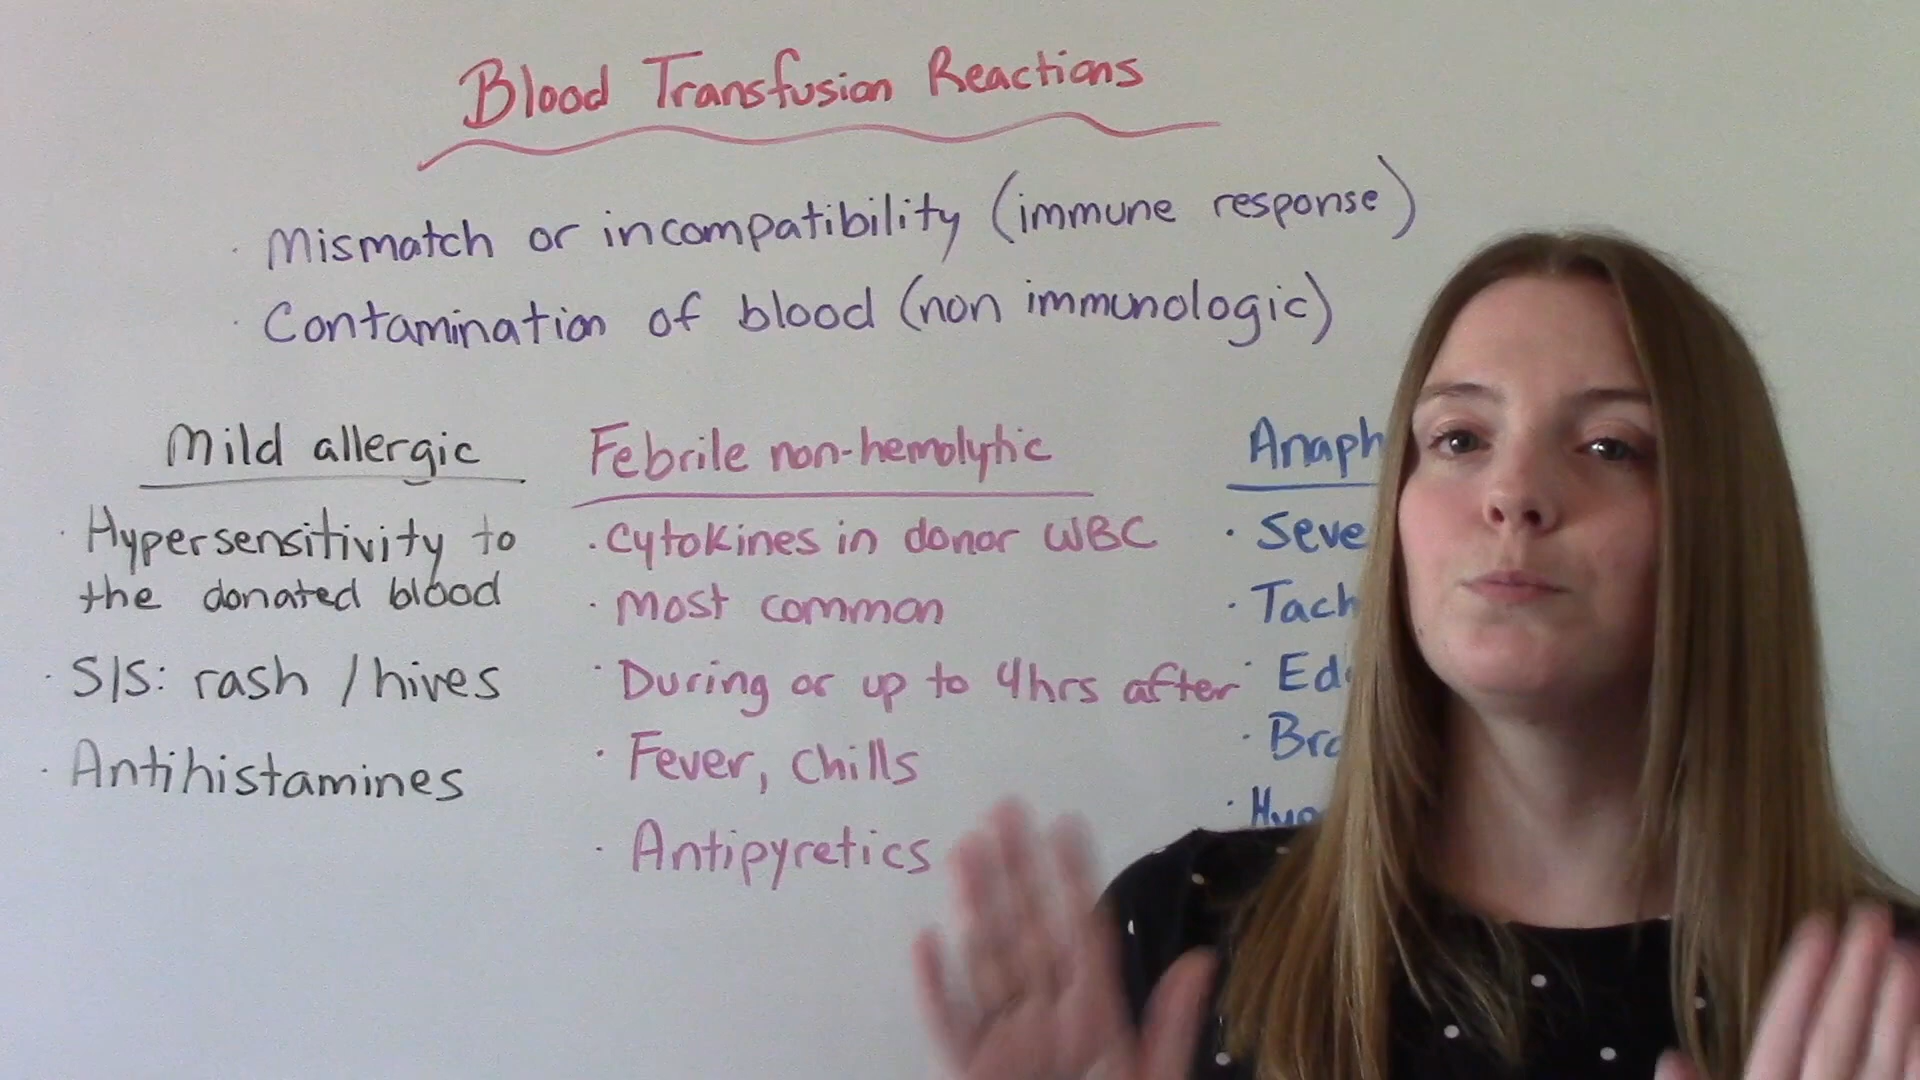 Blood Transfusion Reactions
· Mismatch or incompatibility (immune response)
· Contamination of blood (non immunologic)
Mild allergic
· Hypersensitivity to
the donated blood
· S/S: rash / hives
· Antihistamines
Febrile non-hemolytic
· Cytokines in donor WBC
· Most common
· During or up to 4hrs after
· Fever, chills
· Antipyretics
Anaph
· Seve
· Tach